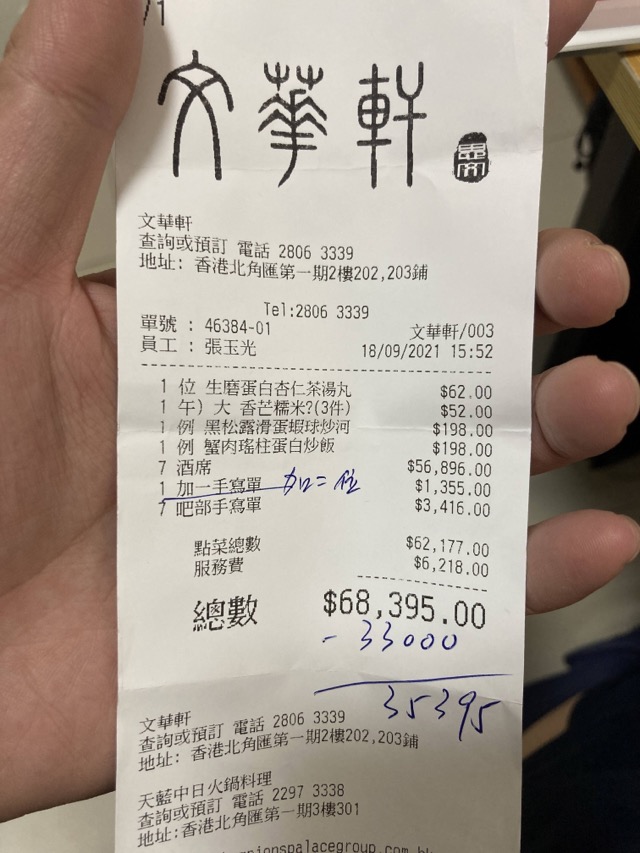 /1
文華軒
文華軒
查詢或預訂 電話 2806 3339
地址: 香港北角匯第一期2樓202,203鋪
Tel:2806 3339
單號 : 46384-01 文華軒/003
員工 : 張玉光 18/09/2021 15:52
1 位 生磨蛋白杏仁茶湯丸 $62.00
1 午) 大 香芒糯米?(3件) $52.00
1 例 黑松露滑蛋蝦球炒河 $198.00
1 例 蟹肉瑤柱蛋白炒飯 $198.00
7 酒席 $56,896.00
1 加一手寫單 加二位 $1,355.00
7 吧部手寫單 $3,416.00
點菜總數 $62,177.00
服務費 $6,218.00
總數 $68,395.00
- 33000
35395
文華軒
查詢或預訂 電話 2806 3339
地址: 香港北角匯第一期2樓202,203鋪
天藍中日火鍋料理
查詢或預訂 電話 2297 3338
地址:香港北角匯第一期3樓301